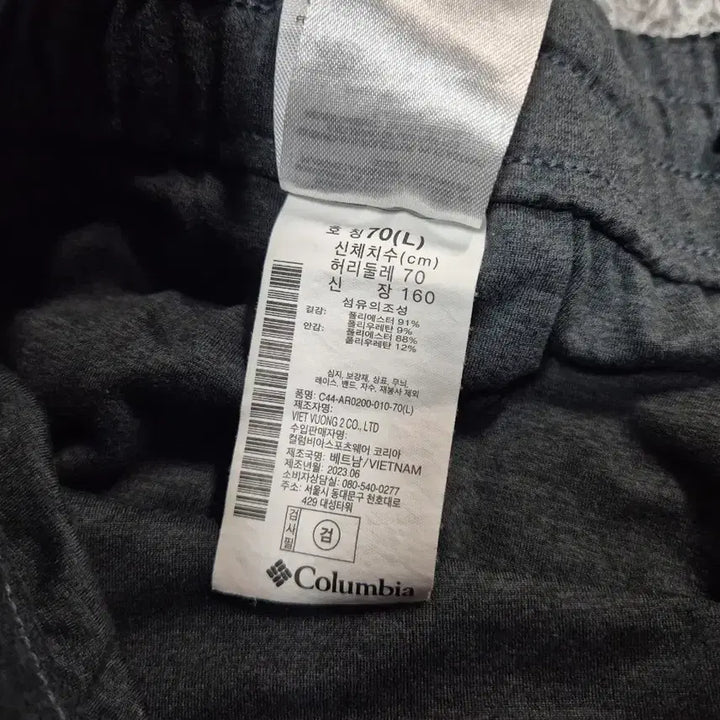 호 칭 70(L)
신체치수(cm)
허리둘레 70
신 장 160
섬유의조성
겉감: 폴리에스터 91%
폴리우레탄 9%
안감: 폴리에스터 88%
폴리우레탄 12%
심지, 보강재, 상표, 무늬,
레이스, 밴드, 자수, 재봉사 제외
품명: C44-AR0200-010-70(L)
제조자명:
VIET VUONG 2 CO., LTD
수입판매자명:
컬럼비아스포츠웨어 코리아
제조국명: 베트남/VIETNAM
제조년월: 2023.06
소비자상담실: 080-540-0277
주소: 서울시 동대문구 천호대로
429 대성타워
검사필 검
Columbia